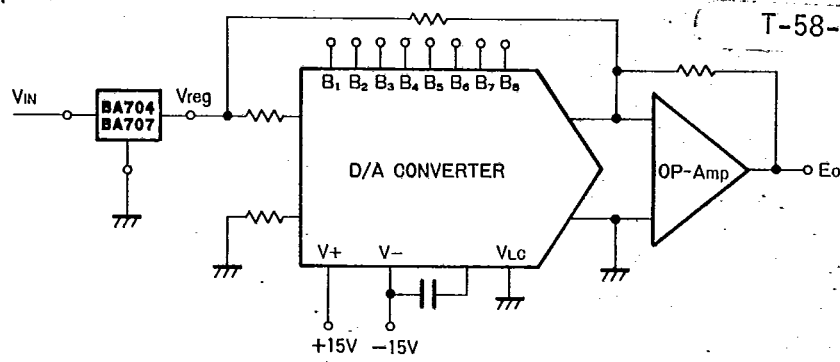 T-58-
VIN
BA704
BA707
Vreg
B1 B2 B3 B4 B5 B6 B7 B8
D/A CONVERTER
OP-Amp
Eo
V+ V- VLC
+15V -15V